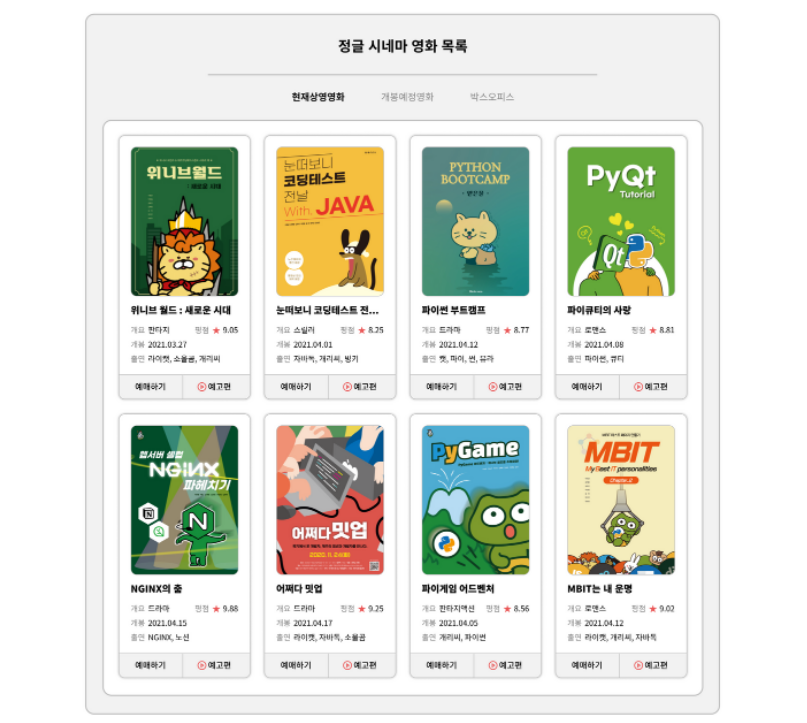 정글 시네마 영화 목록
현재상영영화 개봉예정영화 박스오피스
위니브월드
: 새로운 시대
눈떠보니
코딩테스트
전날
With. JAVA
PYTHON
BOOTCAMP
PyQt
Tutorial
Qt
위니브 월드 : 새로운 시대
개요 판타지 평점 ★ 9.05
개봉 2021.03.27
출연 라이캣, 소울곰, 개리씨
예매하기 예고편
눈떠보니 코딩테스트 전...
개요 스릴러 평점 ★ 8.25
개봉 2021.04.01
출연 자바독, 개리씨, 빙키
예매하기 예고편
파이썬 부트캠프
개요 드라마 평점 ★ 8.77
개봉 2021.04.12
출연 캣, 파이, 썬, 뮤라
예매하기 예고편
파이큐티의 사랑
개요 로맨스 평점 ★ 8.81
개봉 2021.04.08
출연 파이썬, 큐티
예매하기 예고편
웹서버 셋업
NGINX
파헤치기
N
어쩌다 밋업
PyGame
MBIT
My Best IT personalities
Chapter.2
NGINX의 춤
개요 드라마 평점 ★ 9.88
개봉 2021.04.15
출연 NGINX, 노션
예매하기 예고편
어쩌다 밋업
개요 드라마 평점 ★ 9.25
개봉 2021.04.17
출연 라이캣, 자바독, 소울곰
예매하기 예고편
파이게임 어드벤처
개요 판타지액션 평점 ★ 8.56
개봉 2021.04.05
출연 개리씨, 파이썬
예매하기 예고편
MBIT는 내 운명
개요 로맨스 평점 ★ 9.02
개봉 2021.04.12
출연 라이캣, 개리씨, 자바독
예매하기 예고편